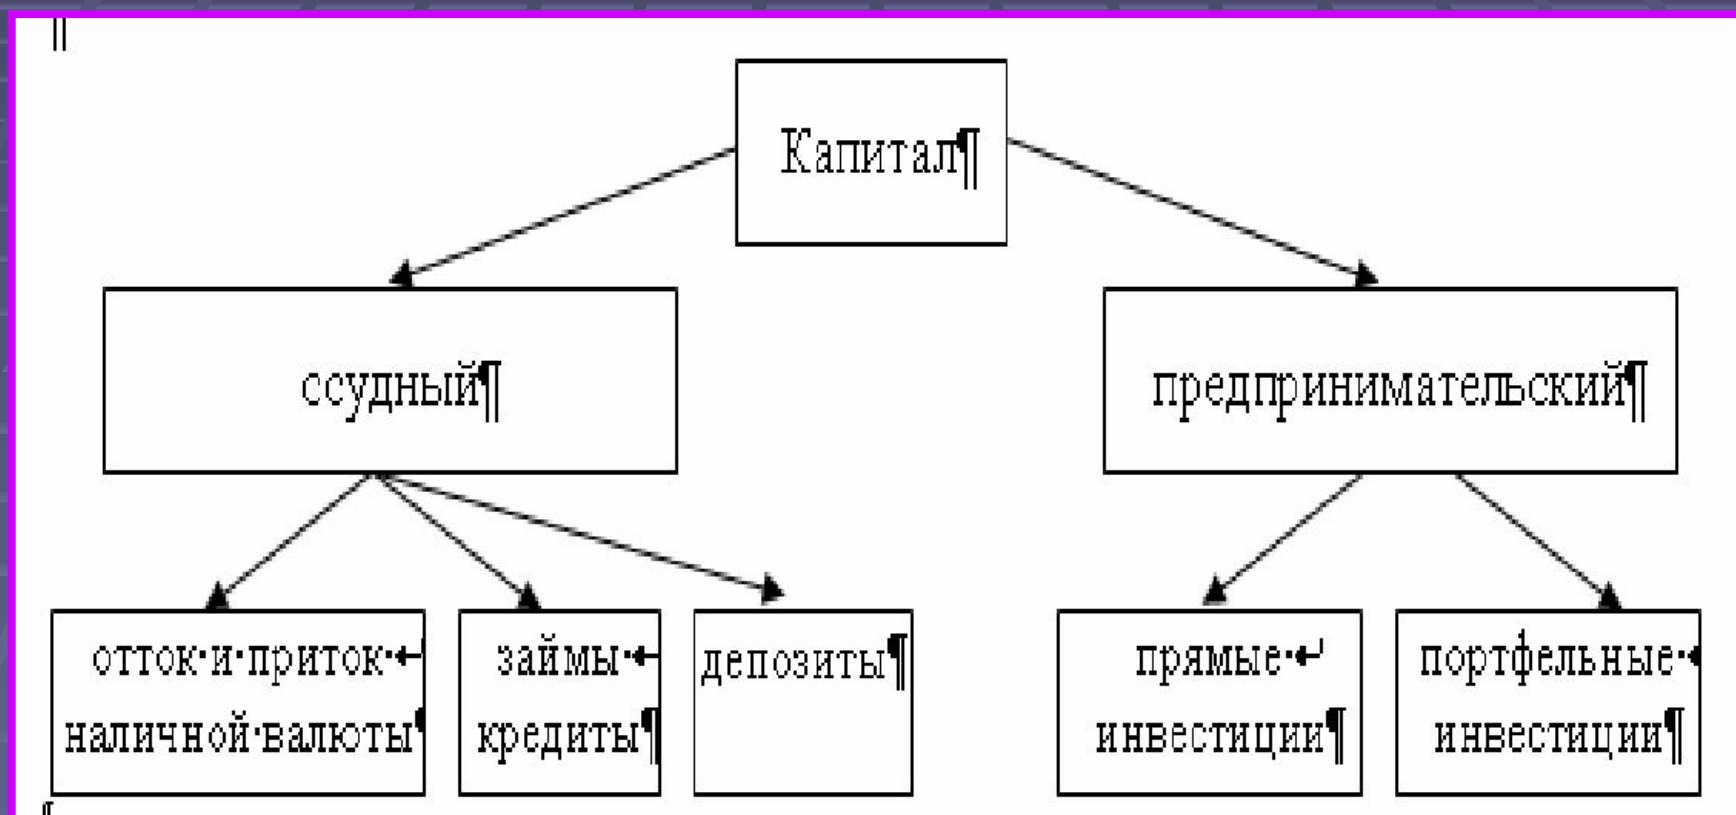 Капитал
ссудный
предпринимательский
отток и приток
наличной валюты
займы
кредиты
депозиты
прямые
инвестиции
портфельные
инвестиции